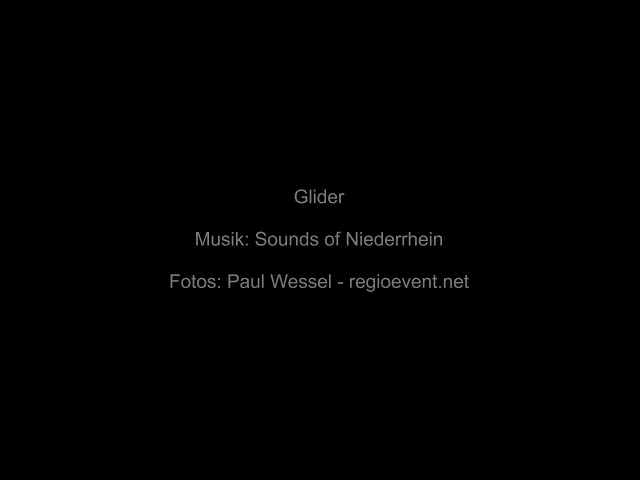 Glider
Musik: Sounds of Niederrhein
Fotos: Paul Wessel - regioevent.net